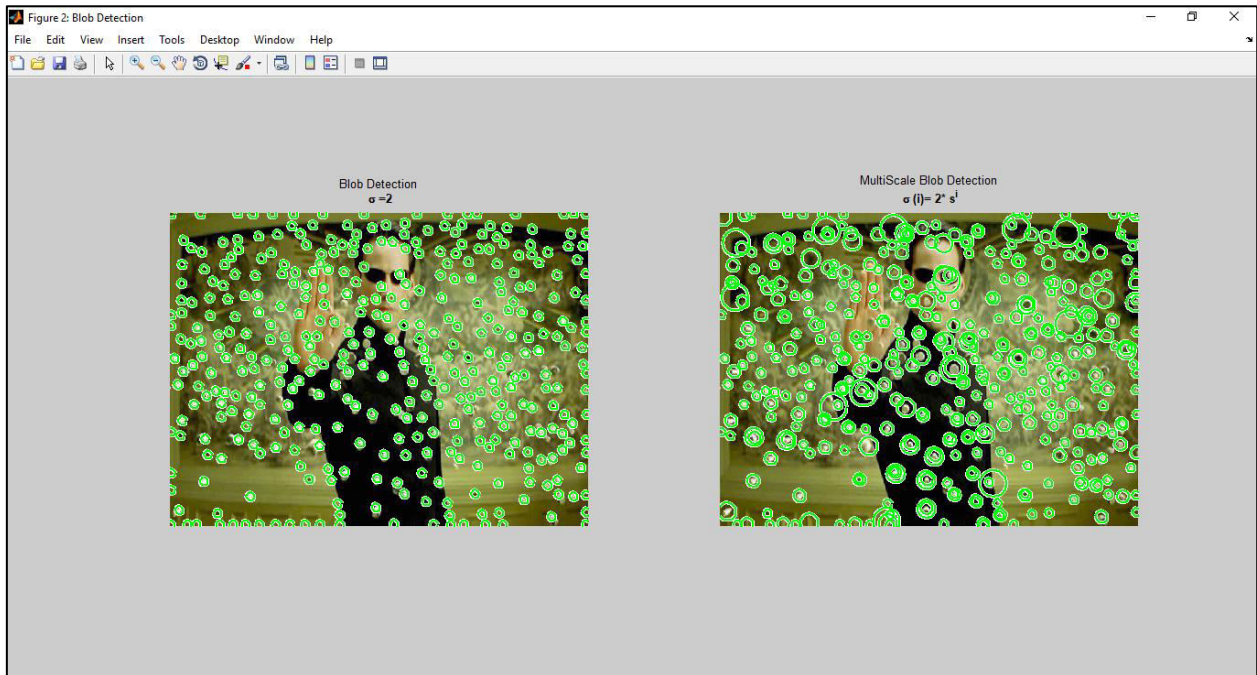 Figure 2: Blob Detection
File Edit View Insert Tools Desktop Window Help
Blob Detection
σ =2
MultiScale Blob Detection
σ (i)= 2* sⁱ